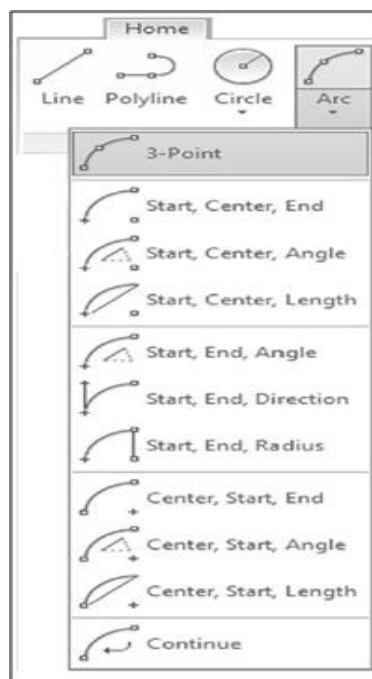 Home
Line Polyline Circle Arc
3-Point
Start, Center, End
Start, Center, Angle
Start, Center, Length
Start, End, Angle
Start, End, Direction
Start, End, Radius
Center, Start, End
Center, Start, Angle
Center, Start, Length
Continue